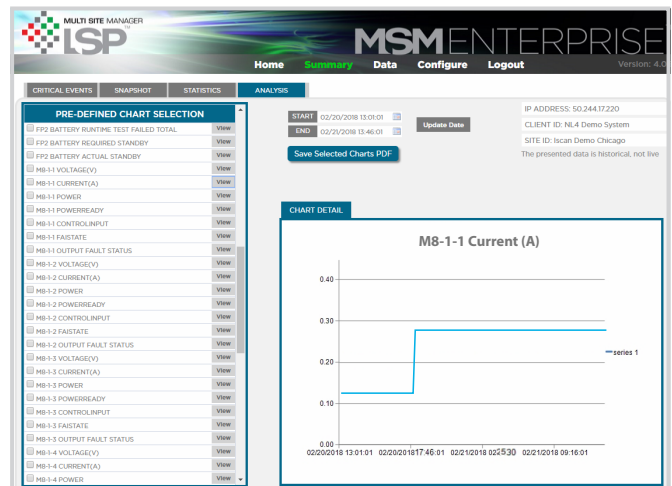 MULTI SITE MANAGER
LSP™
MSM ENTERPRISE
Home Summary Data Configure Logout
Version: 4.0
CRITICAL EVENTS SNAPSHOT STATISTICS ANALYSIS
PRE-DEFINED CHART SELECTION
FP2 BATTERY RUNTIME TEST FAILED TOTAL View
FP2 BATTERY REQUIRED STANDBY View
FP2 BATTERY ACTUAL STANDBY View
M8-1-1 VOLTAGE(V) View
M8-1-1 CURRENT(A) View
M8-1-1 POWER View
M8-1-1 POWERREADY View
M8-1-1 CONTROLINPUT View
M8-1-1 FAISTATE View
M8-1-1 OUTPUT FAULT STATUS View
M8-1-2 VOLTAGE(V) View
M8-1-2 CURRENT(A) View
M8-1-2 POWER View
M8-1-2 POWERREADY View
M8-1-2 CONTROLINPUT View
M8-1-2 FAISTATE View
M8-1-2 OUTPUT FAULT STATUS View
M8-1-3 VOLTAGE(V) View
M8-1-3 CURRENT(A) View
M8-1-3 POWER View
M8-1-3 POWERREADY View
M8-1-3 CONTROLINPUT View
M8-1-3 FAISTATE View
M8-1-3 OUTPUT FAULT STATUS View
M8-1-4 VOLTAGE(V) View
M8-1-4 CURRENT(A) View
M8-1-4 POWER View
START 02/20/2018 13:01:01
END 02/21/2018 13:46:01
Update Date
Save Selected Charts PDF
IP ADDRESS: 50.244.17.220
CLIENT ID: NL4 Demo System
SITE ID: Iscan Demo Chicago
The presented data is historical, not live
CHART DETAIL
M8-1-1 Current (A)
0.40
0.30
0.20
0.10
0.00
series 1
02/20/2018 13:01:01 02/20/201817:46:01 02/21/2018 022530 02/21/2018 09:16:01